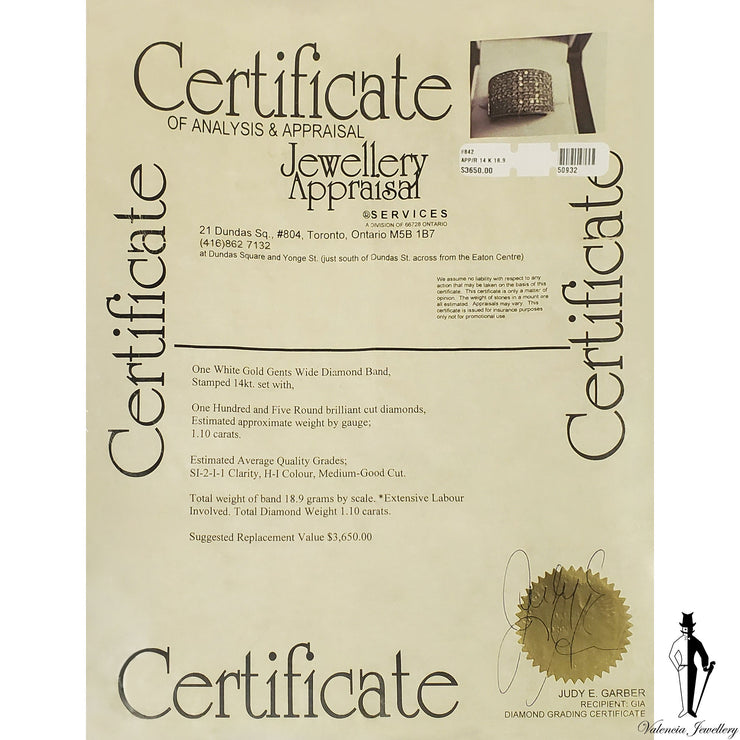 Certificate
OF ANALYSIS & APPRAISAL
Jewellery
Appraisal
®SERVICES
A DIVISION OF 66728 ONTARIO
21 Dundas Sq., #804, Toronto, Ontario M5B 1B7
(416)862 7132
at Dundas Square and Yonge St. (just south of Dundas St. across from the Eaton Centre)
#842
APP/R 14 K 18.9
$3650.00
50932
We assume no liability with respect to any
action that may be taken on the basis of this
certificate. This certificate is only a matter of
opinion. The weight of stones in a mount are
all estimated. Appraisals may vary. This
certificate is issued for insurance purposes
only not for promotional use.
Certificate
Certificate
One White Gold Gents Wide Diamond Band,
Stamped 14kt. set with,
One Hundred and Five Round brilliant cut diamonds,
Estimated approximate weight by gauge;
1.10 carats.
Estimated Average Quality Grades;
SI-2-I-1 Clarity, H-I Colour, Medium-Good Cut.
Total weight of band 18.9 grams by scale. *Extensive Labour
Involved. Total Diamond Weight 1.10 carats.
Suggested Replacement Value $3,650.00
Certificate
JUDY E. GARBER
RECIPIENT: GIA
DIAMOND GRADING CERTIFICATE
Valencia Jewellery